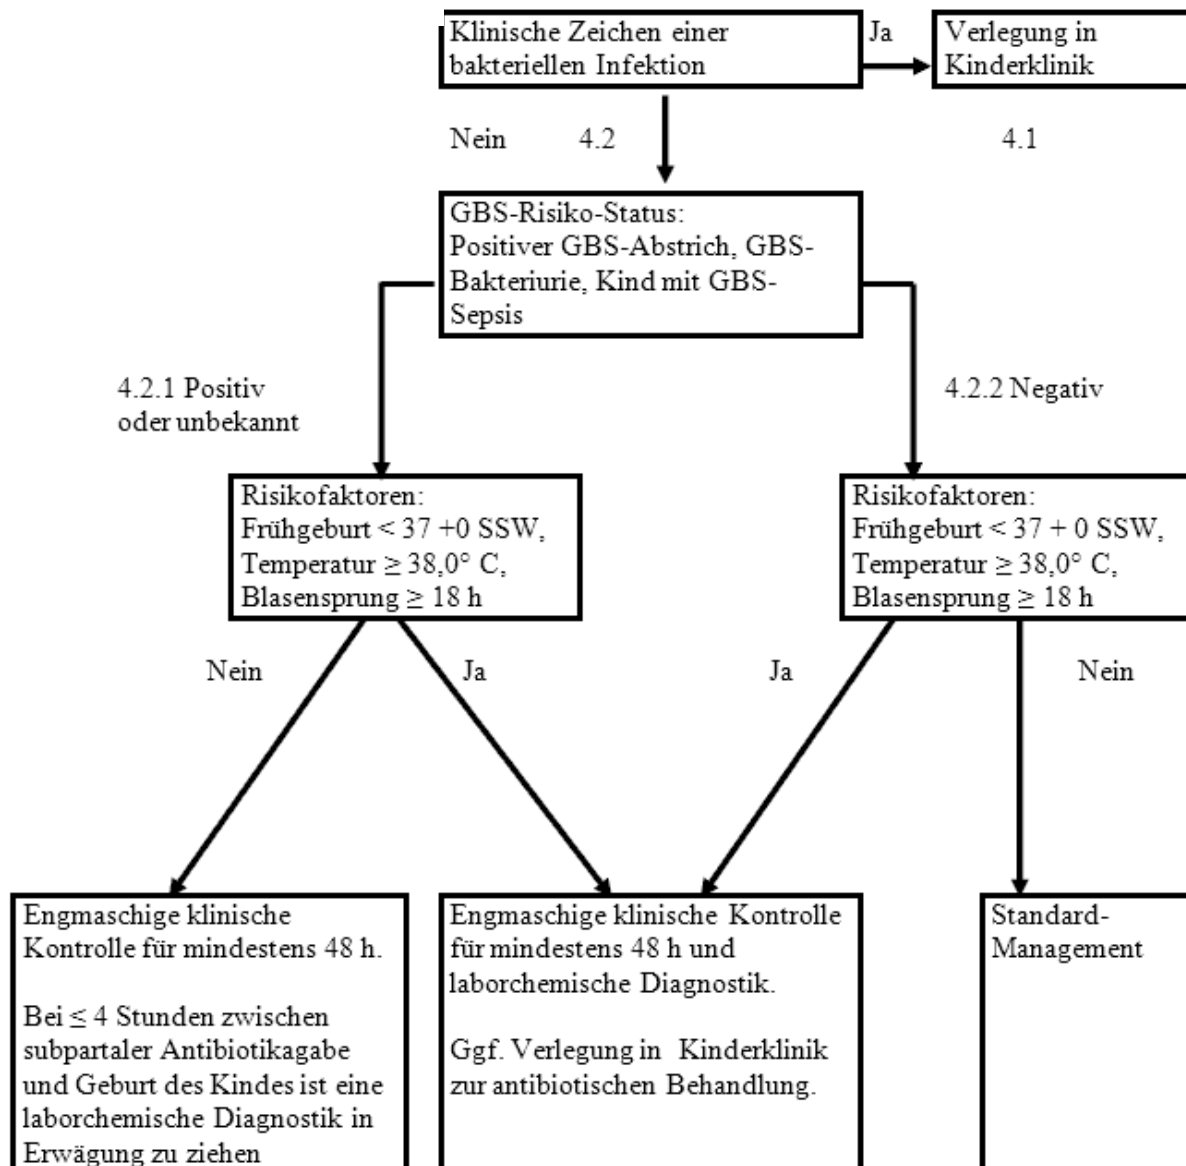 Klinische Zeichen einer
bakteriellen Infektion
Ja
Verlegung in
Kinderklinik
Nein
4.2
4.1
GBS-Risiko-Status:
Positiver GBS-Abstrich, GBS-
Bakteriurie, Kind mit GBS-
Sepsis
4.2.1 Positiv
oder unbekannt
4.2.2 Negativ
Risikofaktoren:
Frühgeburt < 37 +0 SSW,
Temperatur ≥ 38,0° C,
Blasensprung ≥ 18 h
Risikofaktoren:
Frühgeburt < 37 + 0 SSW,
Temperatur ≥ 38,0° C,
Blasensprung ≥ 18 h
Nein
Ja
Ja
Nein
Engmaschige klinische
Kontrolle für mindestens 48 h.
Bei ≤ 4 Stunden zwischen
subpartaler Antibiotikagabe
und Geburt des Kindes ist eine
laborchemische Diagnostik in
Erwägung zu ziehen
Engmaschige klinische Kontrolle
für mindestens 48 h und
laborchemische Diagnostik.
Ggf. Verlegung in Kinderklinik
zur antibiotischen Behandlung.
Standard-
Management